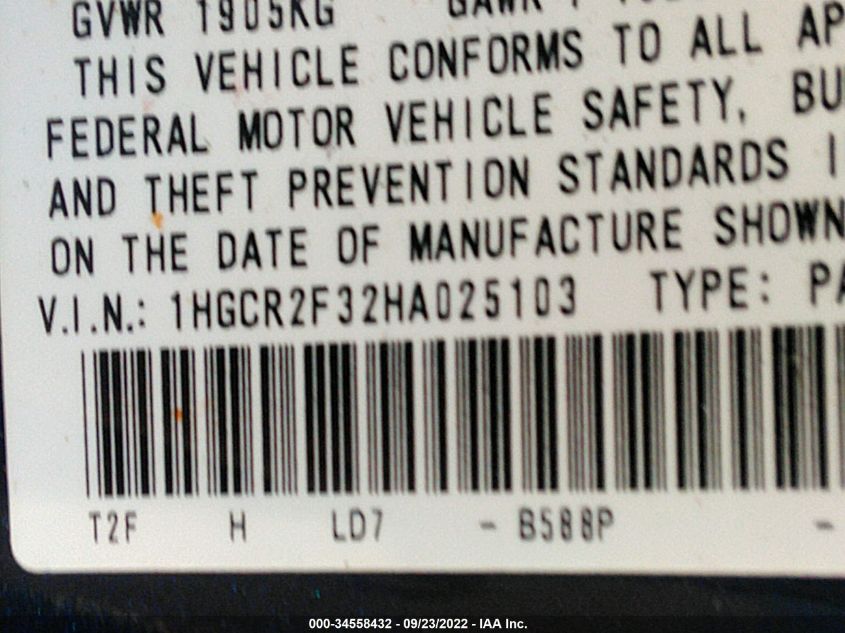 GVWR 1905KG GAWR F
THIS VEHICLE CONFORMS TO ALL AP
FEDERAL MOTOR VEHICLE SAFETY, BU
AND THEFT PREVENTION STANDARDS I
ON THE DATE OF MANUFACTURE SHOWN
V.I.N.: 1HGCR2F32HA025103 TYPE: PA
T2F H LD7 - B588P -
000-34558432 - 09/23/2022 - IAA Inc.